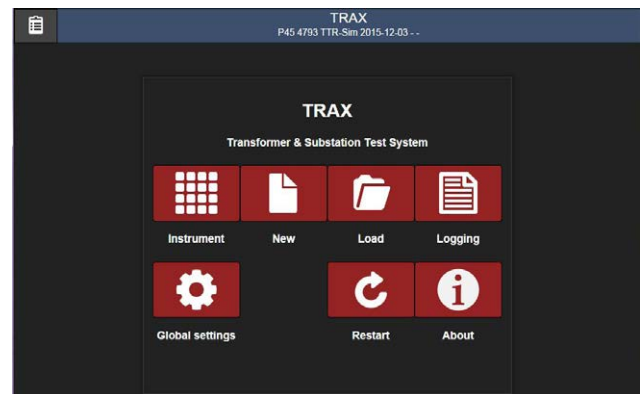 TRAX
P45 4793 TTR-Sim 2015-12-03 - -
TRAX
Transformer & Substation Test System
Instrument New Load Logging
Global settings Restart About